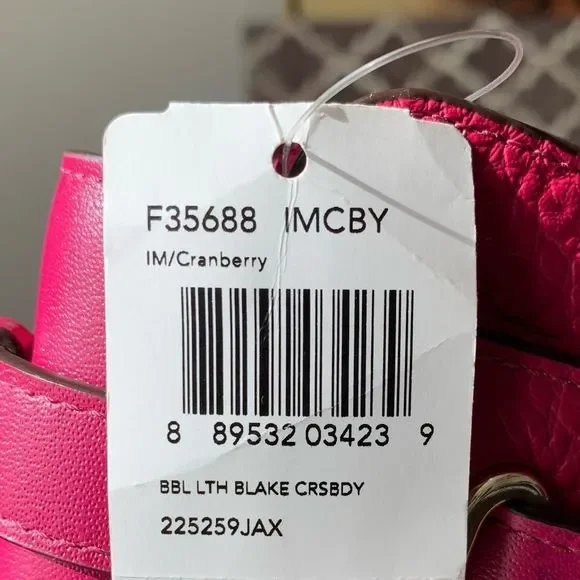 F35688 IMCBY
IM/Cranberry
8 89532 03423 9
BBL LTH BLAKE CRSBDY
225259JAX